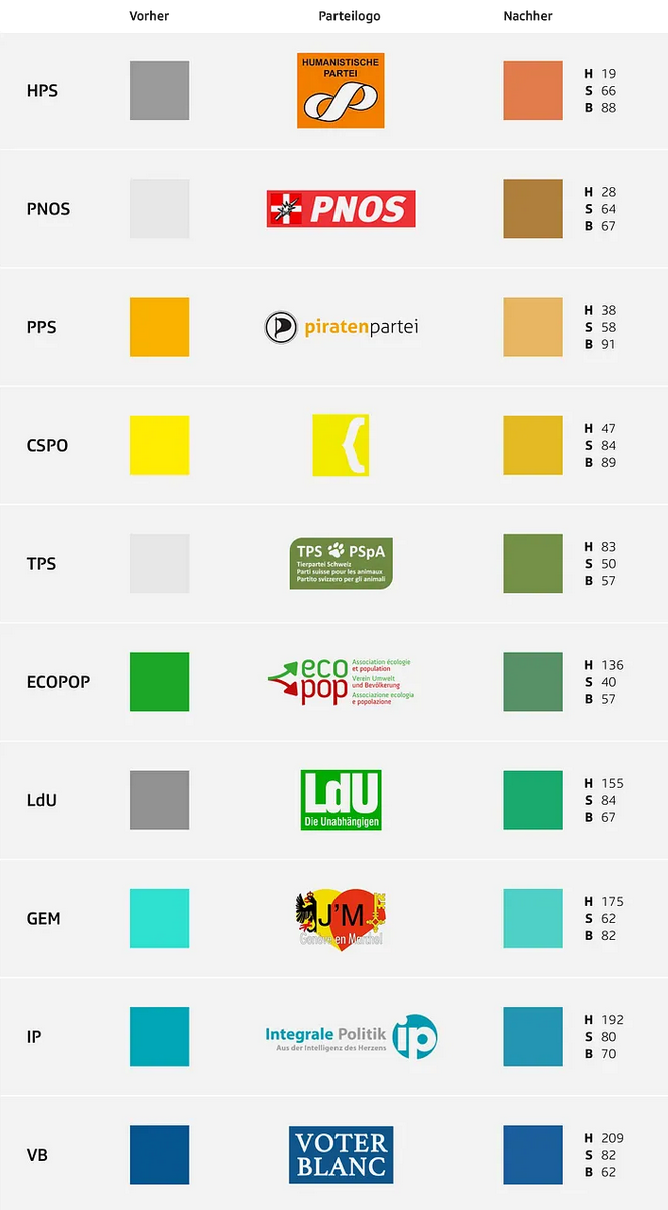 Vorher Parteilogo Nachher
HPS
HUMANISTISCHE
PARTEI
H 19
S 66
B 88
PNOS
PNOS
H 28
S 64
B 67
PPS
piratenpartei
H 38
S 58
B 91
CSPO
H 47
S 84
B 89
TPS
TPS PSpA
Tierpartei Schweiz
Parti suisse pour les animaux
Partito svizzero per gli animali
H 83
S 50
B 57
ECOPOP
eco
pop
Association écologie
et population
Verein Umwelt
und Bevölkerung
Associazione ecologia
e popolazione
H 136
S 40
B 57
LdU
LdU
Die Unabhängigen
H 155
S 84
B 67
GEM
J'M
Genève en Marche!
H 175
S 62
B 82
IP
Integrale Politik
Aus der Intelligenz des Herzens
ip
H 192
S 80
B 70
VB
VOTER
BLANC
H 209
S 82
B 62